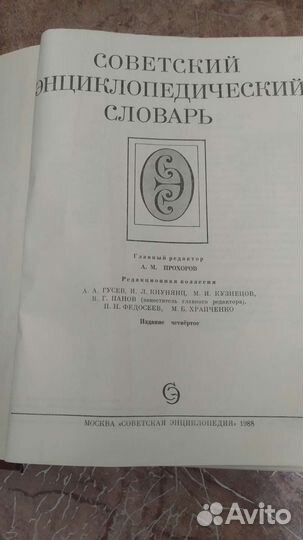 СОВЕТСКИЙ
ЭНЦИКЛОПЕДИЧЕСКИЙ
СЛОВАРЬ
Главный редактор
А. М. ПРОХОРОВ
Редакционная коллегия
А. А. ГУСЕВ, И. Л. КНУНЯНЦ, М. И. КУЗНЕЦОВ,
В. Г. ПАНОВ (заместитель главного редактора),
П. Н. ФЕДОСЕЕВ, М. Б. ХРАПЧЕНКО
Издание четвёртое
МОСКВА «СОВЕТСКАЯ ЭНЦИКЛОПЕДИЯ» 1988
Avito